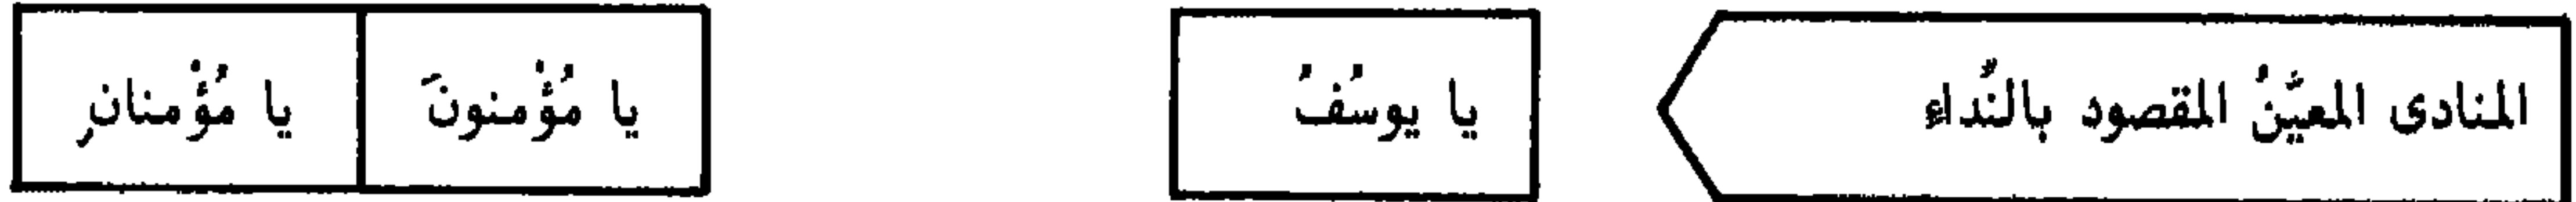 المنادى المعيَّنُ المقصود بالنِّداء يا يوسُفُ يا مُؤْمنونَ يا مُؤْمنانِ